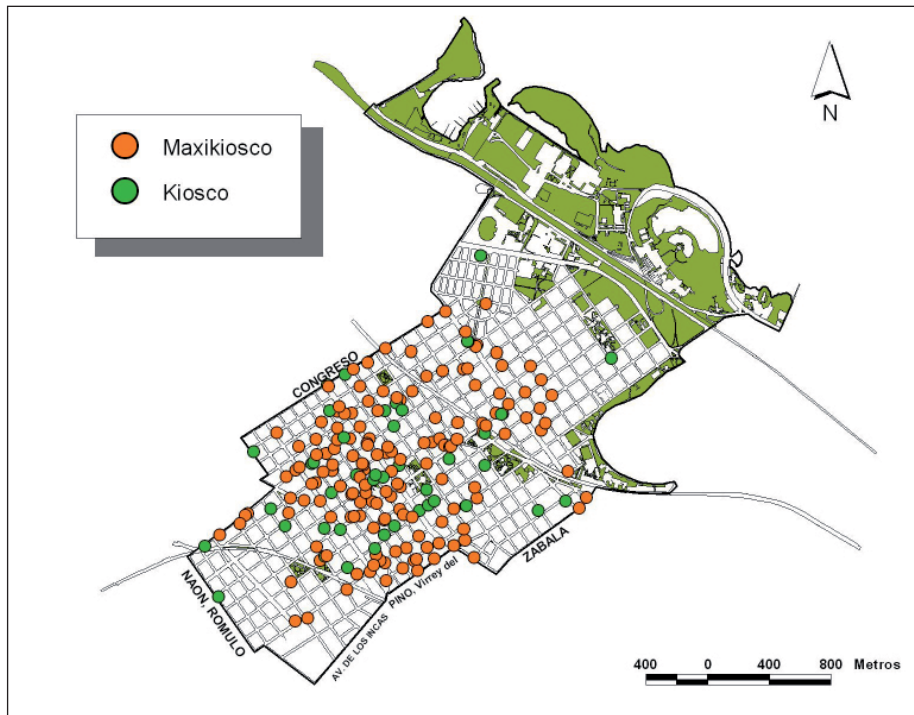 N
Maxikiosco
Kiosco
CONGRESO
ZABALA
PINO, Virrey del
NAON, ROMULO
AV. DE LOS INCAS
400 0 400 800 Metros